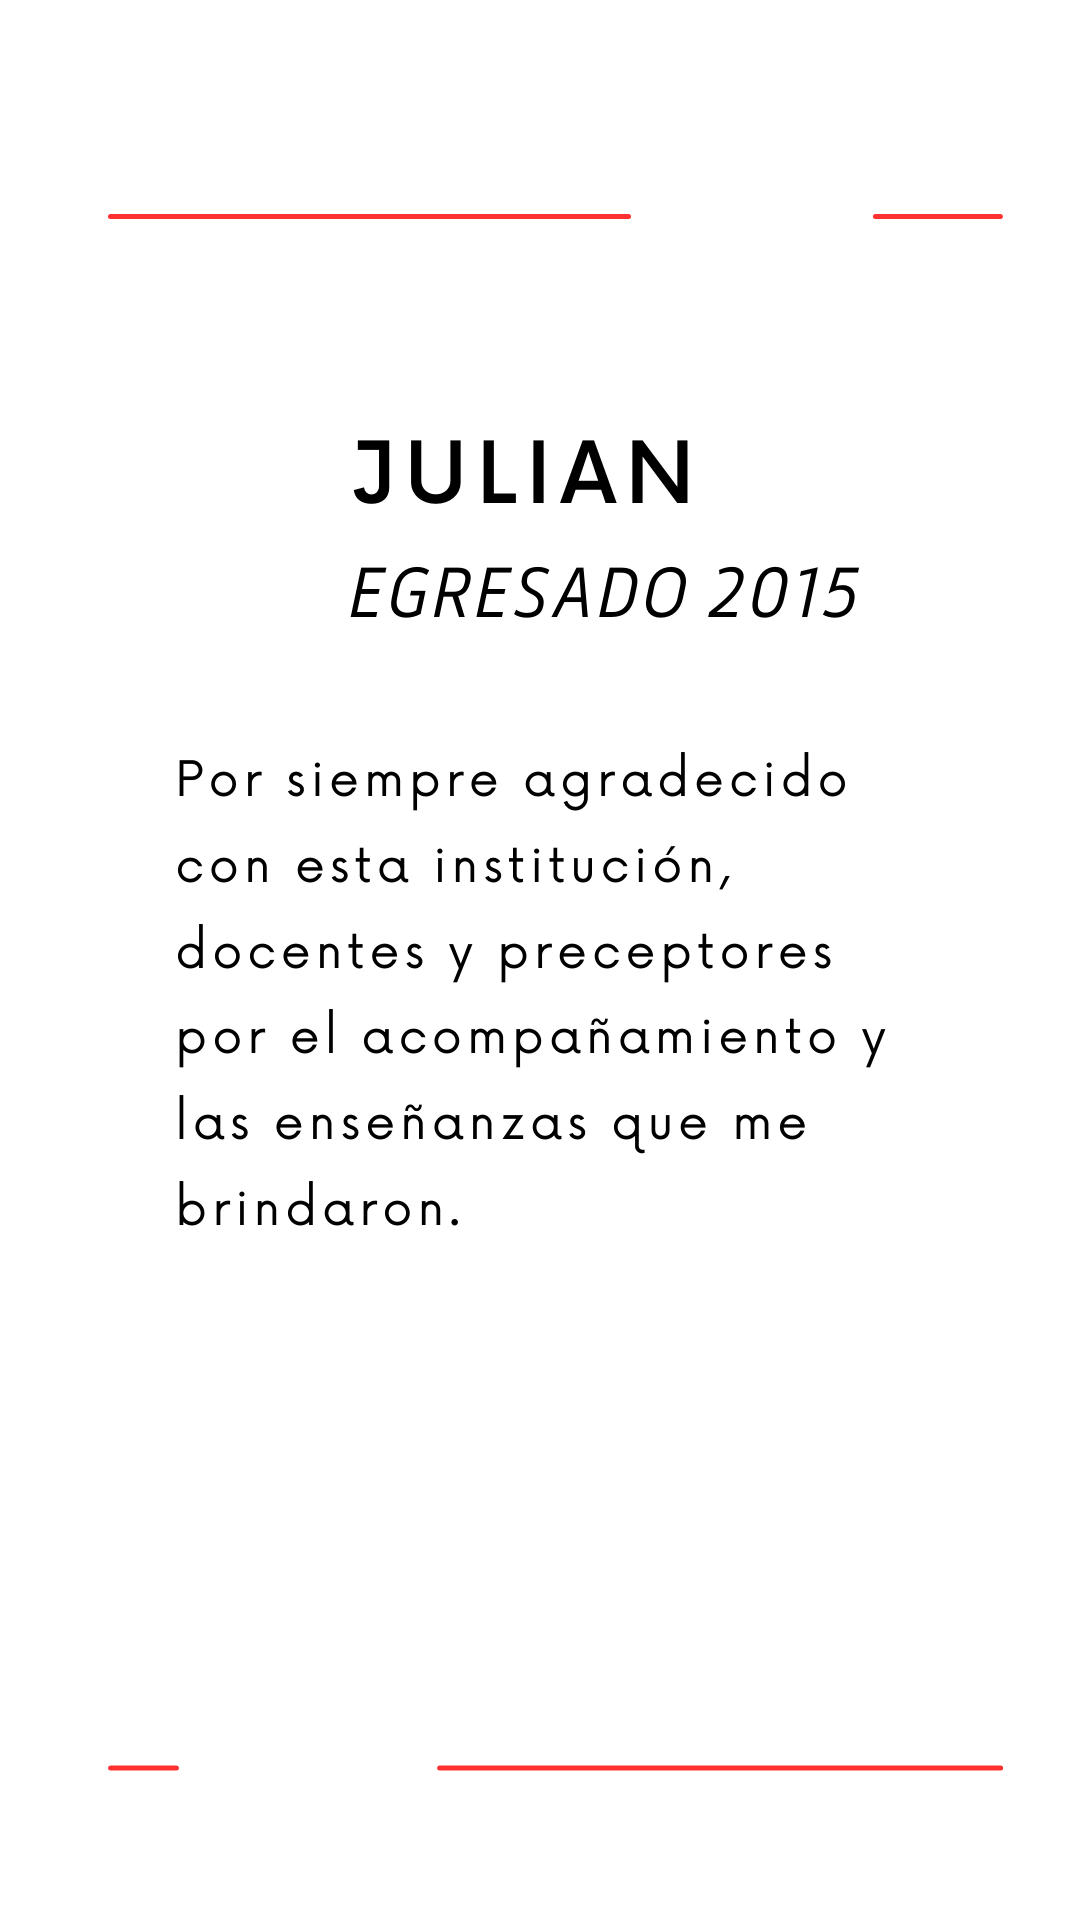 JULIAN
EGRESADO 2015
Por siempre agradecido
con esta institución,
docentes y preceptores
por el acompañamiento y
las enseñanzas que me
brindaron.